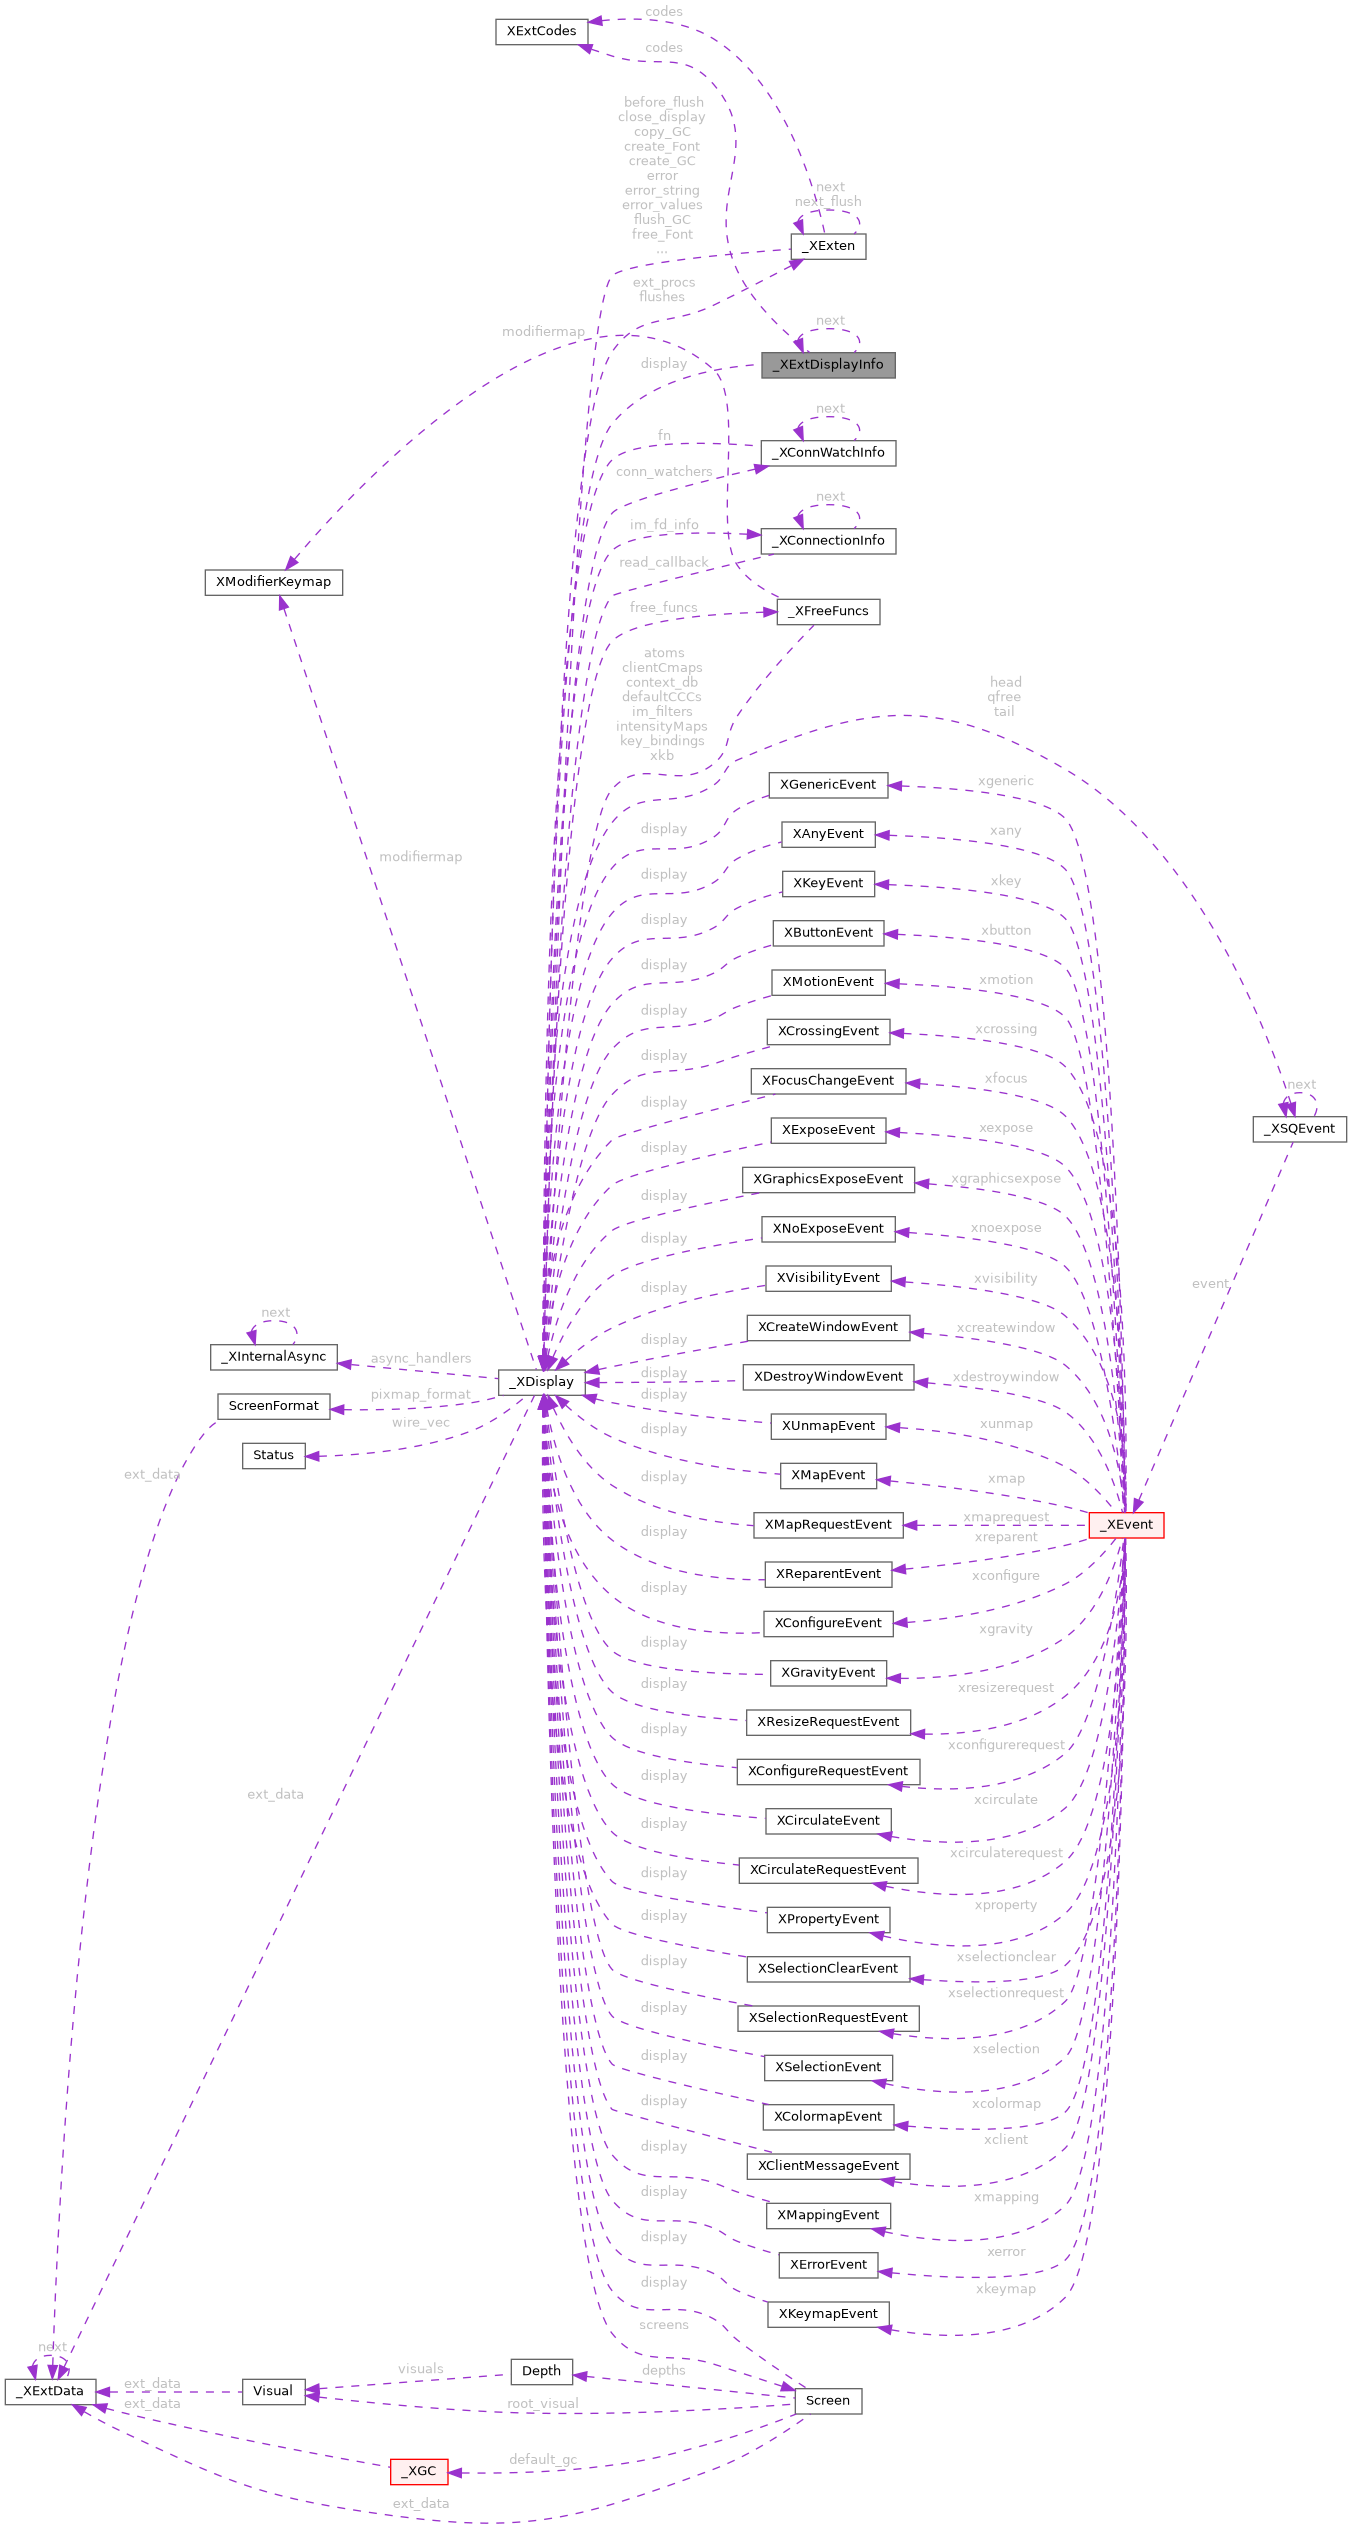 codes
XExtCodes
codes
before_flush
close_display
copy_GC
create_Font
create_GC
error
error_string
error_values
flush_GC
free_Font
...
next
next_flush
_XExten
ext_procs
flushes
next
modifiermap
display
_XExtDisplayInfo
next
fn
_XConnWatchInfo
conn_watchers
next
im_fd_info
_XConnectionInfo
read_callback
XModifierKeymap
free_funcs
_XFreeFuncs
atoms
clientCmaps
context_db
defaultCCCs
im_filters
intensityMaps
key_bindings
xkb
head
qfree
tail
XGenericEvent
xgeneric
display
XAnyEvent
xany
modifiermap
display
XKeyEvent
xkey
display
XButtonEvent
xbutton
display
XMotionEvent
xmotion
display
XCrossingEvent
xcrossing
display
XFocusChangeEvent
xfocus
next
display
XExposeEvent
xexpose
_XSQEvent
display
XGraphicsExposeEvent
xgraphicsexpose
display
XNoExposeEvent
xnoexpose
display
XVisibilityEvent
xvisibility
event
display
next
XCreateWindowEvent
xcreatewindow
display
_XInternalAsync
async_handlers
display
XDestroyWindowEvent
xdestroywindow
_XDisplay
display
ScreenFormat
pixmap_format
wire_vec
XUnmapEvent
xunmap
display
Status
ext_data
XMapEvent
xmap
display
XMapRequestEvent
xmaprequest
_XEvent
xreparent
display
XReparentEvent
xconfigure
display
XConfigureEvent
xgravity
display
XGravityEvent
xresizerequest
display
XResizeRequestEvent
xconfigurerequest
display
XConfigureRequestEvent
xcirculate
display
ext_data
XCirculateEvent
xcirculaterequest
display
XCirculateRequestEvent
xproperty
display
XPropertyEvent
xselectionclear
display
XSelectionClearEvent
xselectionrequest
display
XSelectionRequestEvent
xselection
display
XSelectionEvent
xcolormap
display
XColormapEvent
xclient
display
XClientMessageEvent
xmapping
display
XMappingEvent
xerror
display
XErrorEvent
xkeymap
display
XKeymapEvent
display
screens
next
_XExtData
ext_data
ext_data
Visual
visuals
Depth
depths
root_visual
Screen
default_gc
_XGC
ext_data